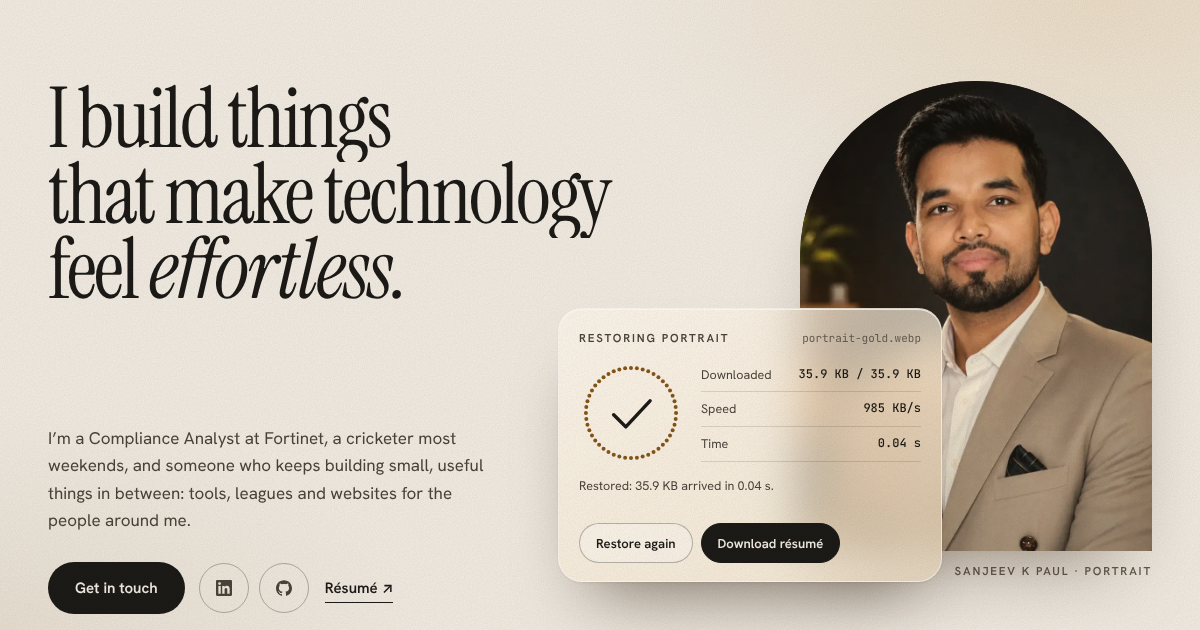 I build things
that make technology
feel effortless.
I’m a Compliance Analyst at Fortinet, a cricketer most
weekends, and someone who keeps building small, useful
things in between: tools, leagues and websites for the
people around me.
Get in touch
in
Résumé ↗
RESTORING PORTRAIT
portrait-gold.webp
Downloaded 35.9 KB / 35.9 KB
Speed 985 KB/s
Time 0.04 s
Restored: 35.9 KB arrived in 0.04 s.
Restore again
Download résumé
SANJEEV K PAUL · PORTRAIT